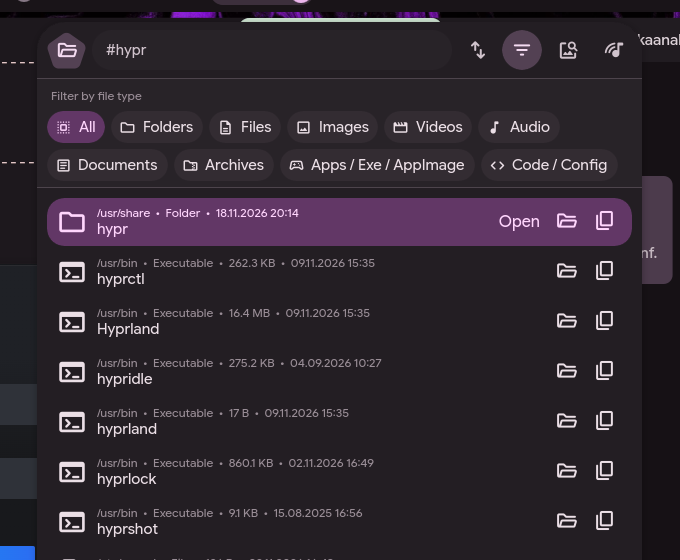 #hypr
kaanal
Filter by file type
All
Folders
Files
Images
Videos
Audio
Documents
Archives
Apps / Exe / AppImage
Code / Config
/usr/share • Folder • 18.11.2026 20:14
hypr
Open
nf.
/usr/bin • Executable • 262.3 KB • 09.11.2026 15:35
hyprctl
/usr/bin • Executable • 16.4 MB • 09.11.2026 15:35
Hyprland
/usr/bin • Executable • 275.2 KB • 04.09.2026 10:27
hypridle
/usr/bin • Executable • 17 B • 09.11.2026 15:35
hyprland
/usr/bin • Executable • 860.1 KB • 02.11.2026 16:49
hyprlock
/usr/bin • Executable • 9.1 KB • 15.08.2025 16:56
hyprshot